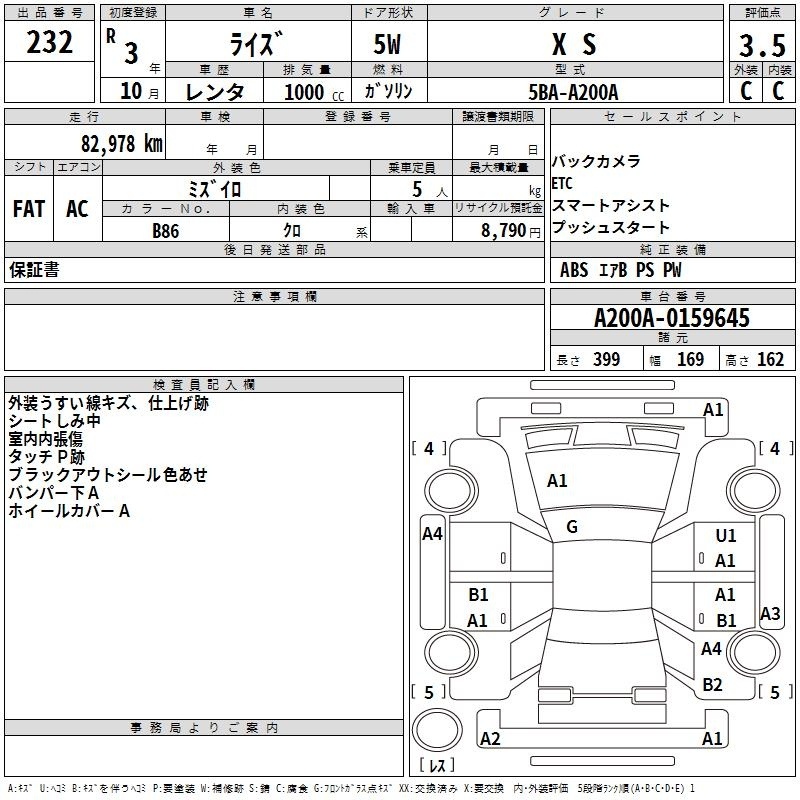 出品番号 初度登録 車名 ドア形状 グレード 評価点
232 R 3 年 ライズ 5W X S 3.5
車歴 排気量 燃料 型式 外装 内装
10 月 レンタ 1000 CC ガソリン 5BA-A200A C C
走行 車検 登録番号 譲渡書類期限 セールスポイント
82,978 km 年 月 月 日
シフト エアコン 外装色 乗車定員 最大積載量
バックカメラ
FAT AC ミズイロ 5 人 kg
ETC
カラーNo. 内装色 輸入車 リサイクル預託金
スマートアシスト
B86 クロ 系 8,790 円
プッシュスタート
後日発送部品 純正装備
保証書 ABS エアB PS PW
注意事項欄 車台番号
A200A-0159645
諸元
長さ 399 幅 169 高さ 162
検査員記入欄
外装うすい線キズ、仕上げ跡
シートしみ中
室内内張傷
タッチP跡
ブラックアウトシール色あせ
バンパー下A
ホイールカバーA
事務局よりご案内
A1
[ 4 ] [ 4 ]
A1
G
A4 U1
A1
B1 A1
A1 B1 A3
A4
B2
[ 5 ] [ 5 ]
A2 A1
[ レス ]
A:キズ U:ヘコミ B:キズを伴うヘコミ P:要塗装 W:補修跡 S:錆 C:腐食 G:フロントガラス点キズ XX:交換済み X:要交換 内・外装評価 5段階ランク順(A・B・C・D・E) 1